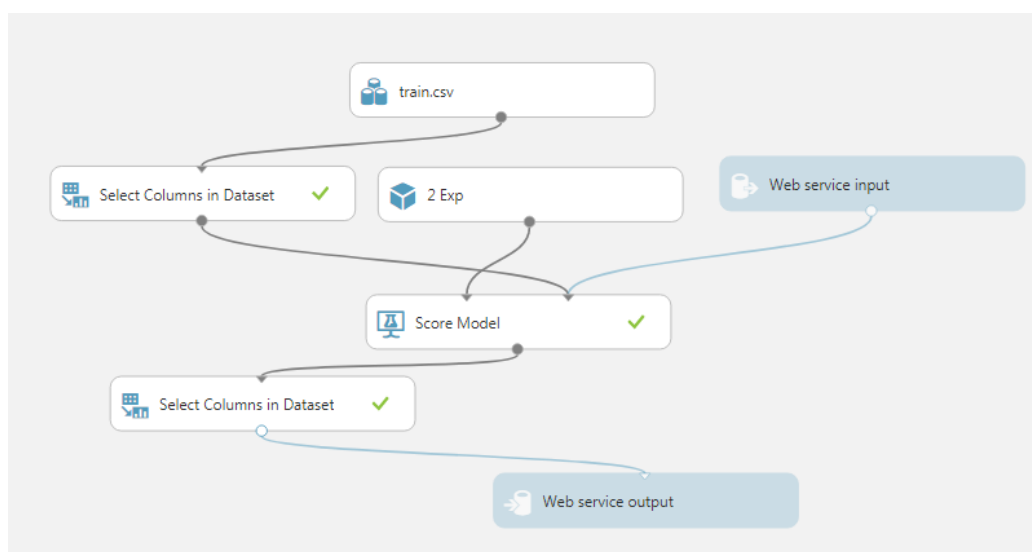 train.csv
Select Columns in Dataset
2 Exp
Web service input
Score Model
Select Columns in Dataset
Web service output